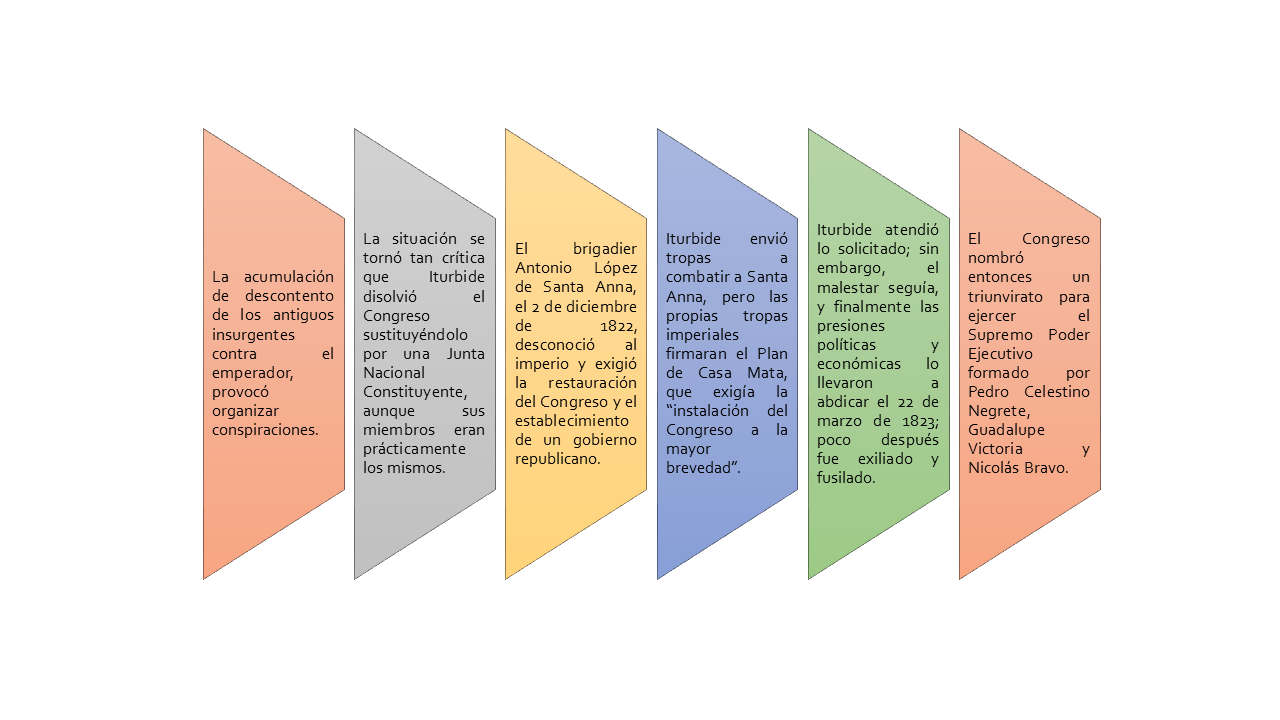 La acumulación
de descontento
de los antiguos
insurgentes
contra el
emperador,
provocó
organizar
conspiraciones.
La situación se
tornó tan crítica
que Iturbide
disolvió el
Congreso
sustituyéndolo
por una Junta
Nacional
Constituyente,
aunque sus
miembros eran
prácticamente
los mismos.
El brigadier
Antonio López
de Santa Anna,
el 2 de diciembre
de 1822,
desconoció al
imperio y exigió
la restauración
del Congreso y el
establecimiento
de un gobierno
republicano.
Iturbide envió
tropas a
combatir a Santa
Anna, pero las
propias tropas
imperiales
firmaran el Plan
de Casa Mata,
que exigía la
“instalación del
Congreso a la
mayor
brevedad”.
Iturbide atendió
lo solicitado; sin
embargo, el
malestar seguía,
y finalmente las
presiones
políticas y
económicas lo
llevaron a
abdicar el 22 de
marzo de 1823;
poco después
fue exiliado y
fusilado.
El Congreso
nombró
entonces un
triunvirato para
ejercer el
Supremo Poder
Ejecutivo
formado por
Pedro Celestino
Negrete,
Guadalupe
Victoria y
Nicolás Bravo.